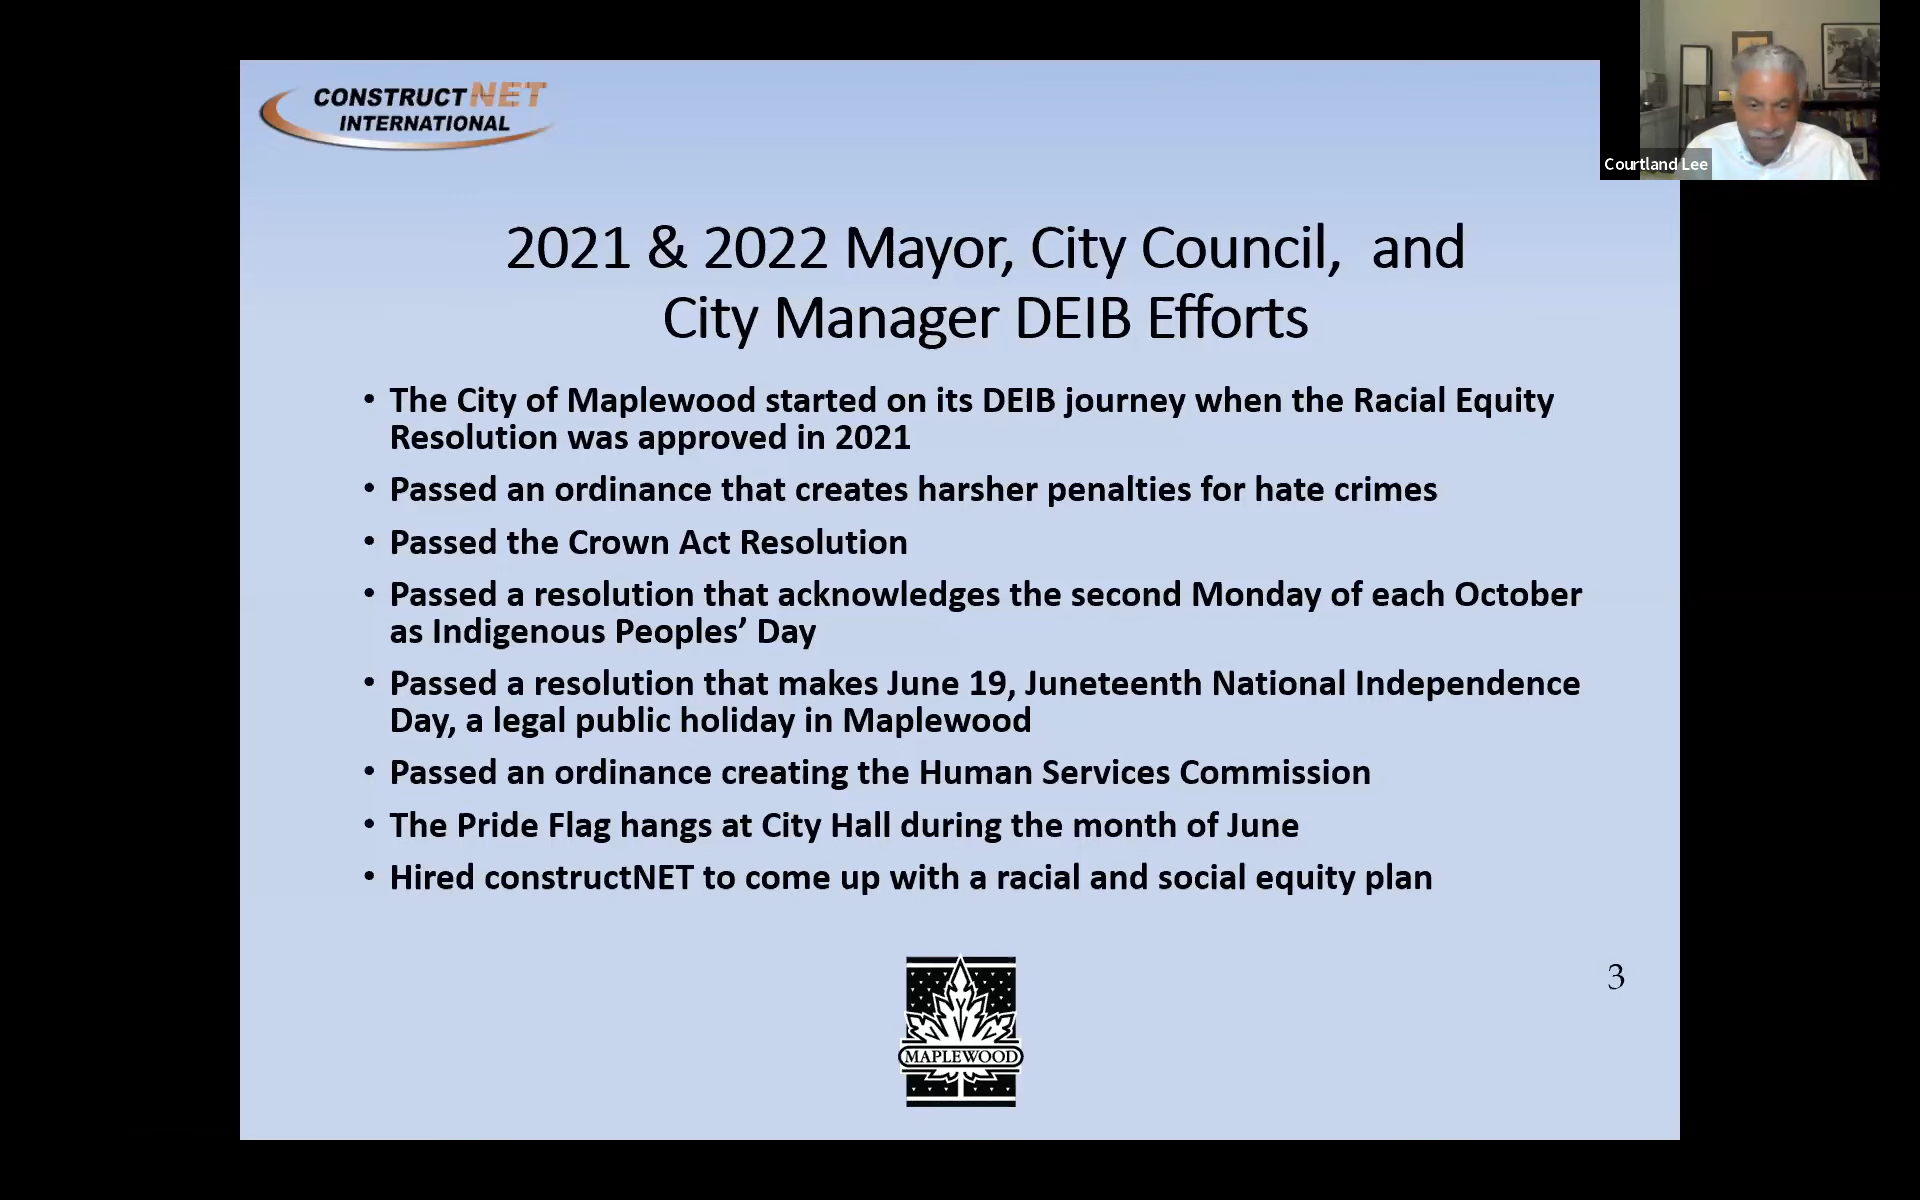 CONSTRUCTNET
INTERNATIONAL
Courtland Lee
2021 & 2022 Mayor, City Council,  and
City Manager DEIB Efforts
• The City of Maplewood started on its DEIB journey when the Racial Equity
Resolution was approved in 2021
• Passed an ordinance that creates harsher penalties for hate crimes
• Passed the Crown Act Resolution
• Passed a resolution that acknowledges the second Monday of each October
as Indigenous Peoples’ Day
• Passed a resolution that makes June 19, Juneteenth National Independence
Day, a legal public holiday in Maplewood
• Passed an ordinance creating the Human Services Commission
• The Pride Flag hangs at City Hall during the month of June
• Hired constructNET to come up with a racial and social equity plan
3
MAPLEWOOD